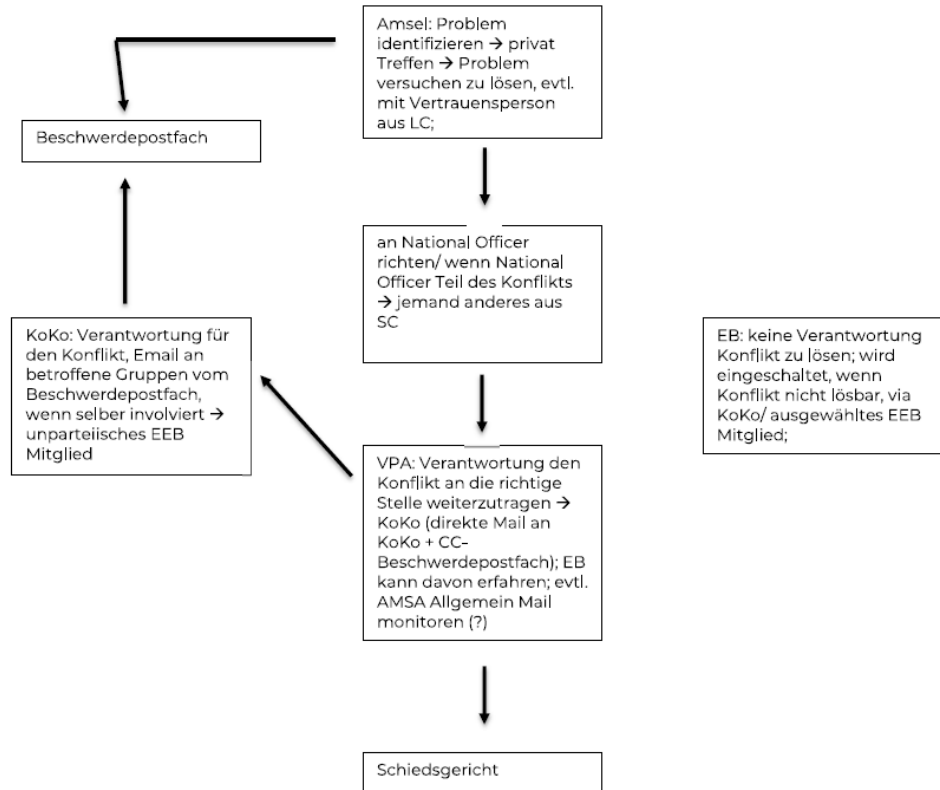 Amsel: Problem
identifizieren → privat
Treffen → Problem
versuchen zu lösen, evtl.
mit Vertrauensperson
aus LC;
Beschwerdepostfach
an National Officer
richten/ wenn National
Officer Teil des Konflikts
→ jemand anderes aus
SC
KoKo: Verantwortung für
den Konflikt, Email an
betroffene Gruppen vom
Beschwerdepostfach,
wenn selber involviert →
unparteiisches EEB
Mitglied
EB: keine Verantwortung
Konflikt zu lösen; wird
eingeschaltet, wenn
Konflikt nicht lösbar, via
KoKo/ ausgewähltes EEB
Mitglied;
VPA: Verantwortung den
Konflikt an die richtige
Stelle weiterzutragen →
KoKo (direkte Mail an
KoKo + CC-
Beschwerdepostfach); EB
kann davon erfahren; evtl.
AMSA Allgemein Mail
monitoren (?)
Schiedsgericht